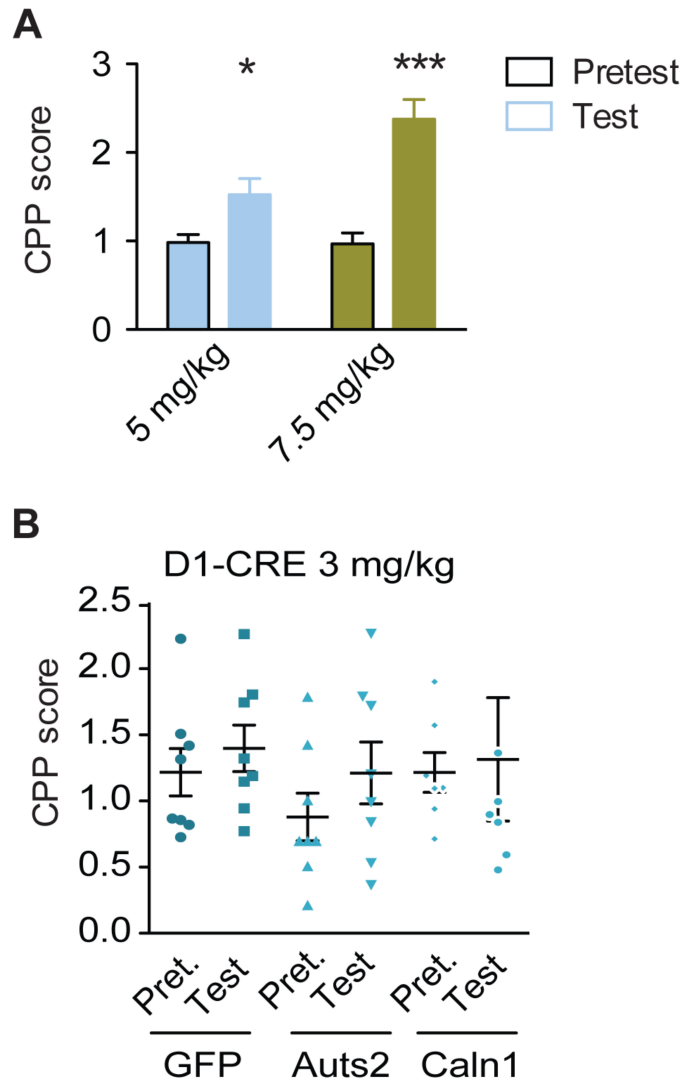 A
3
2
1
0
CPP score
*
***
Pretest
Test
5 mg/kg
7.5 mg/kg
B
D1-CRE 3 mg/kg
2.5
2.0
1.5
1.0
0.5
0.0
CPP score
Pret.
Test
Pret.
Test
Pret.
Test
GFP
Auts2
Caln1